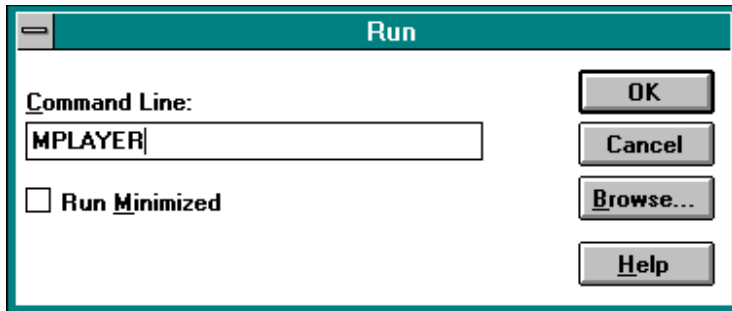 Run
Command Line:
MPLAYER
Run Minimized
OK
Cancel
Browse...
Help